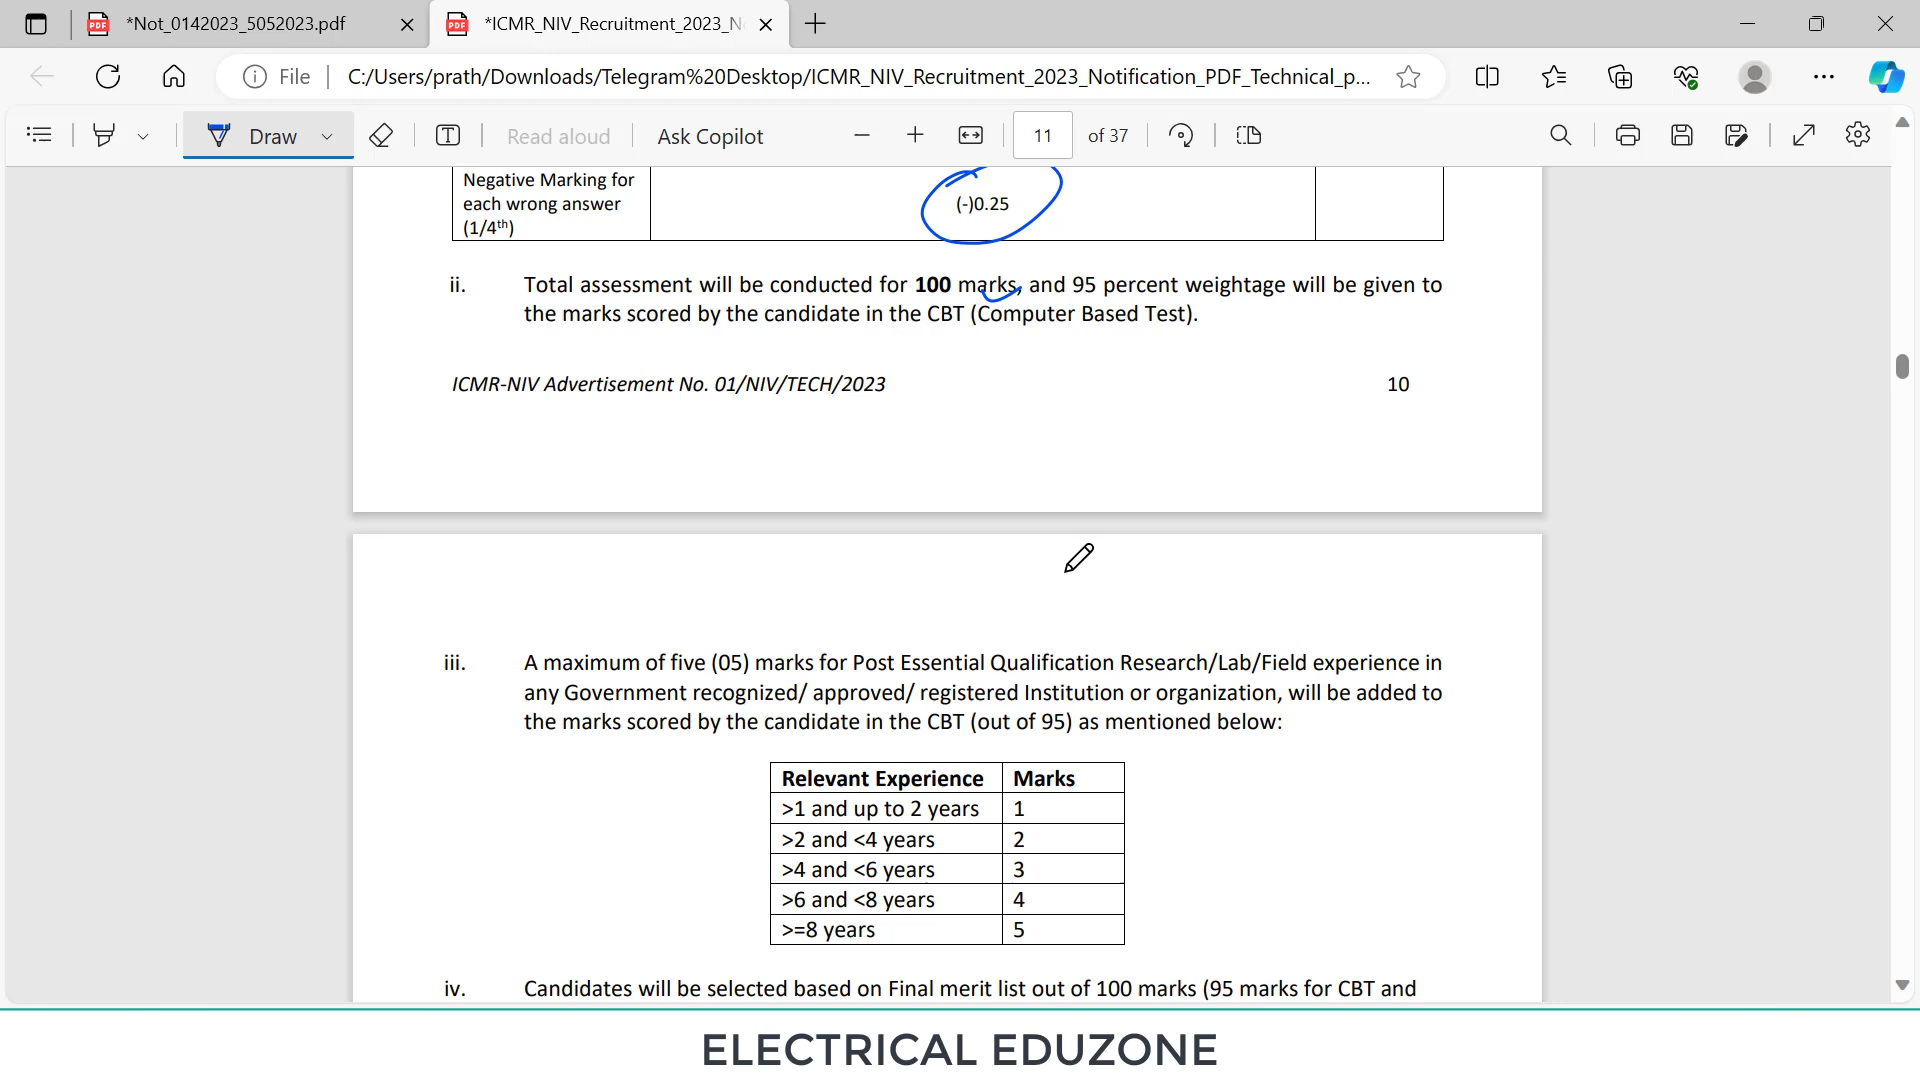 *Not_0142023_5052023.pdf
*ICMR_NIV_Recruitment_2023_N
File
C:/Users/prath/Downloads/Telegram%20Desktop/ICMR_NIV_Recruitment_2023_Notification_PDF_Technical_p...
Draw
Read aloud
Ask Copilot
11
of 37
Negative Marking for
each wrong answer
(1/4th)
(-)0.25
ii. Total assessment will be conducted for 100 marks, and 95 percent weightage will be given to
the marks scored by the candidate in the CBT (Computer Based Test).
ICMR-NIV Advertisement No. 01/NIV/TECH/2023 10
iii. A maximum of five (05) marks for Post Essential Qualification Research/Lab/Field experience in
any Government recognized/ approved/ registered Institution or organization, will be added to
the marks scored by the candidate in the CBT (out of 95) as mentioned below:
Relevant Experience Marks
>1 and up to 2 years 1
>2 and <4 years 2
>4 and <6 years 3
>6 and <8 years 4
>=8 years 5
iv. Candidates will be selected based on Final merit list out of 100 marks (95 marks for CBT and
ELECTRICAL EDUZONE